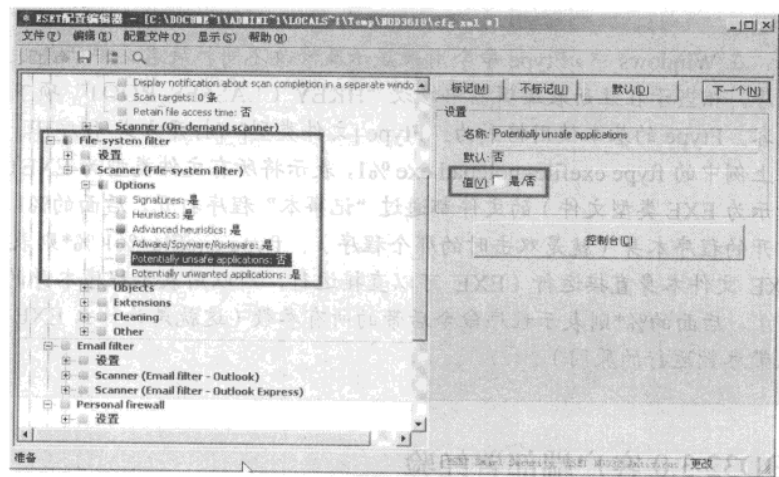 ESET配置编辑器 - [C:\DOCUME~1\ADMINI~1\LOCALS~1\Temp\NOD3610\cfg.xml *]
文件(F) 编辑(E) 配置文件(P) 显示(S) 帮助(H)
Display notification about scan completion in a separate windo
Scan targets: 0 条
Retain file access time: 否
Scanner (On-demand scanner)
File-system filter
设置
Scanner (File-system filter)
Options
Signatures: 是
Heuristics: 是
Advanced heuristics: 是
Adware/Spyware/Riskware: 是
Potentially unsafe applications: 否
Potentially unwanted applications: 是
Objects
Extensions
Cleaning
Other
Email filter
设置
Scanner (Email filter - Outlook)
Scanner (Email filter - Outlook Express)
Personal firewall
设置
标记(M) 不标记(U) 默认(D) 下一个(N)
设置
名称: Potentially unsafe applications
默认: 否
值(V): 是/否
控制台(C)
准备
更改